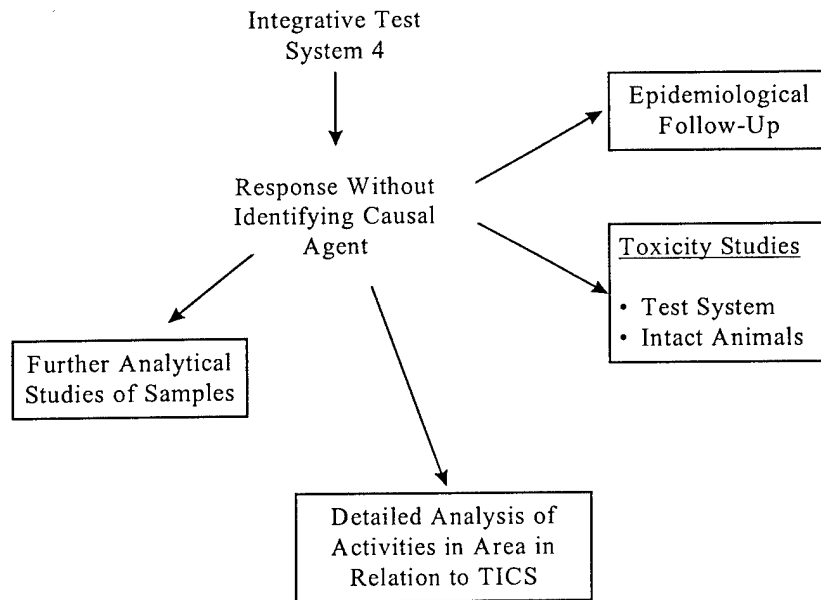 Integrative Test
System 4
Epidemiological
Follow-Up
Response Without
Identifying Causal
Agent
Toxicity Studies
• Test System
• Intact Animals
Further Analytical
Studies of Samples
Detailed Analysis of
Activities in Area in
Relation to TICS